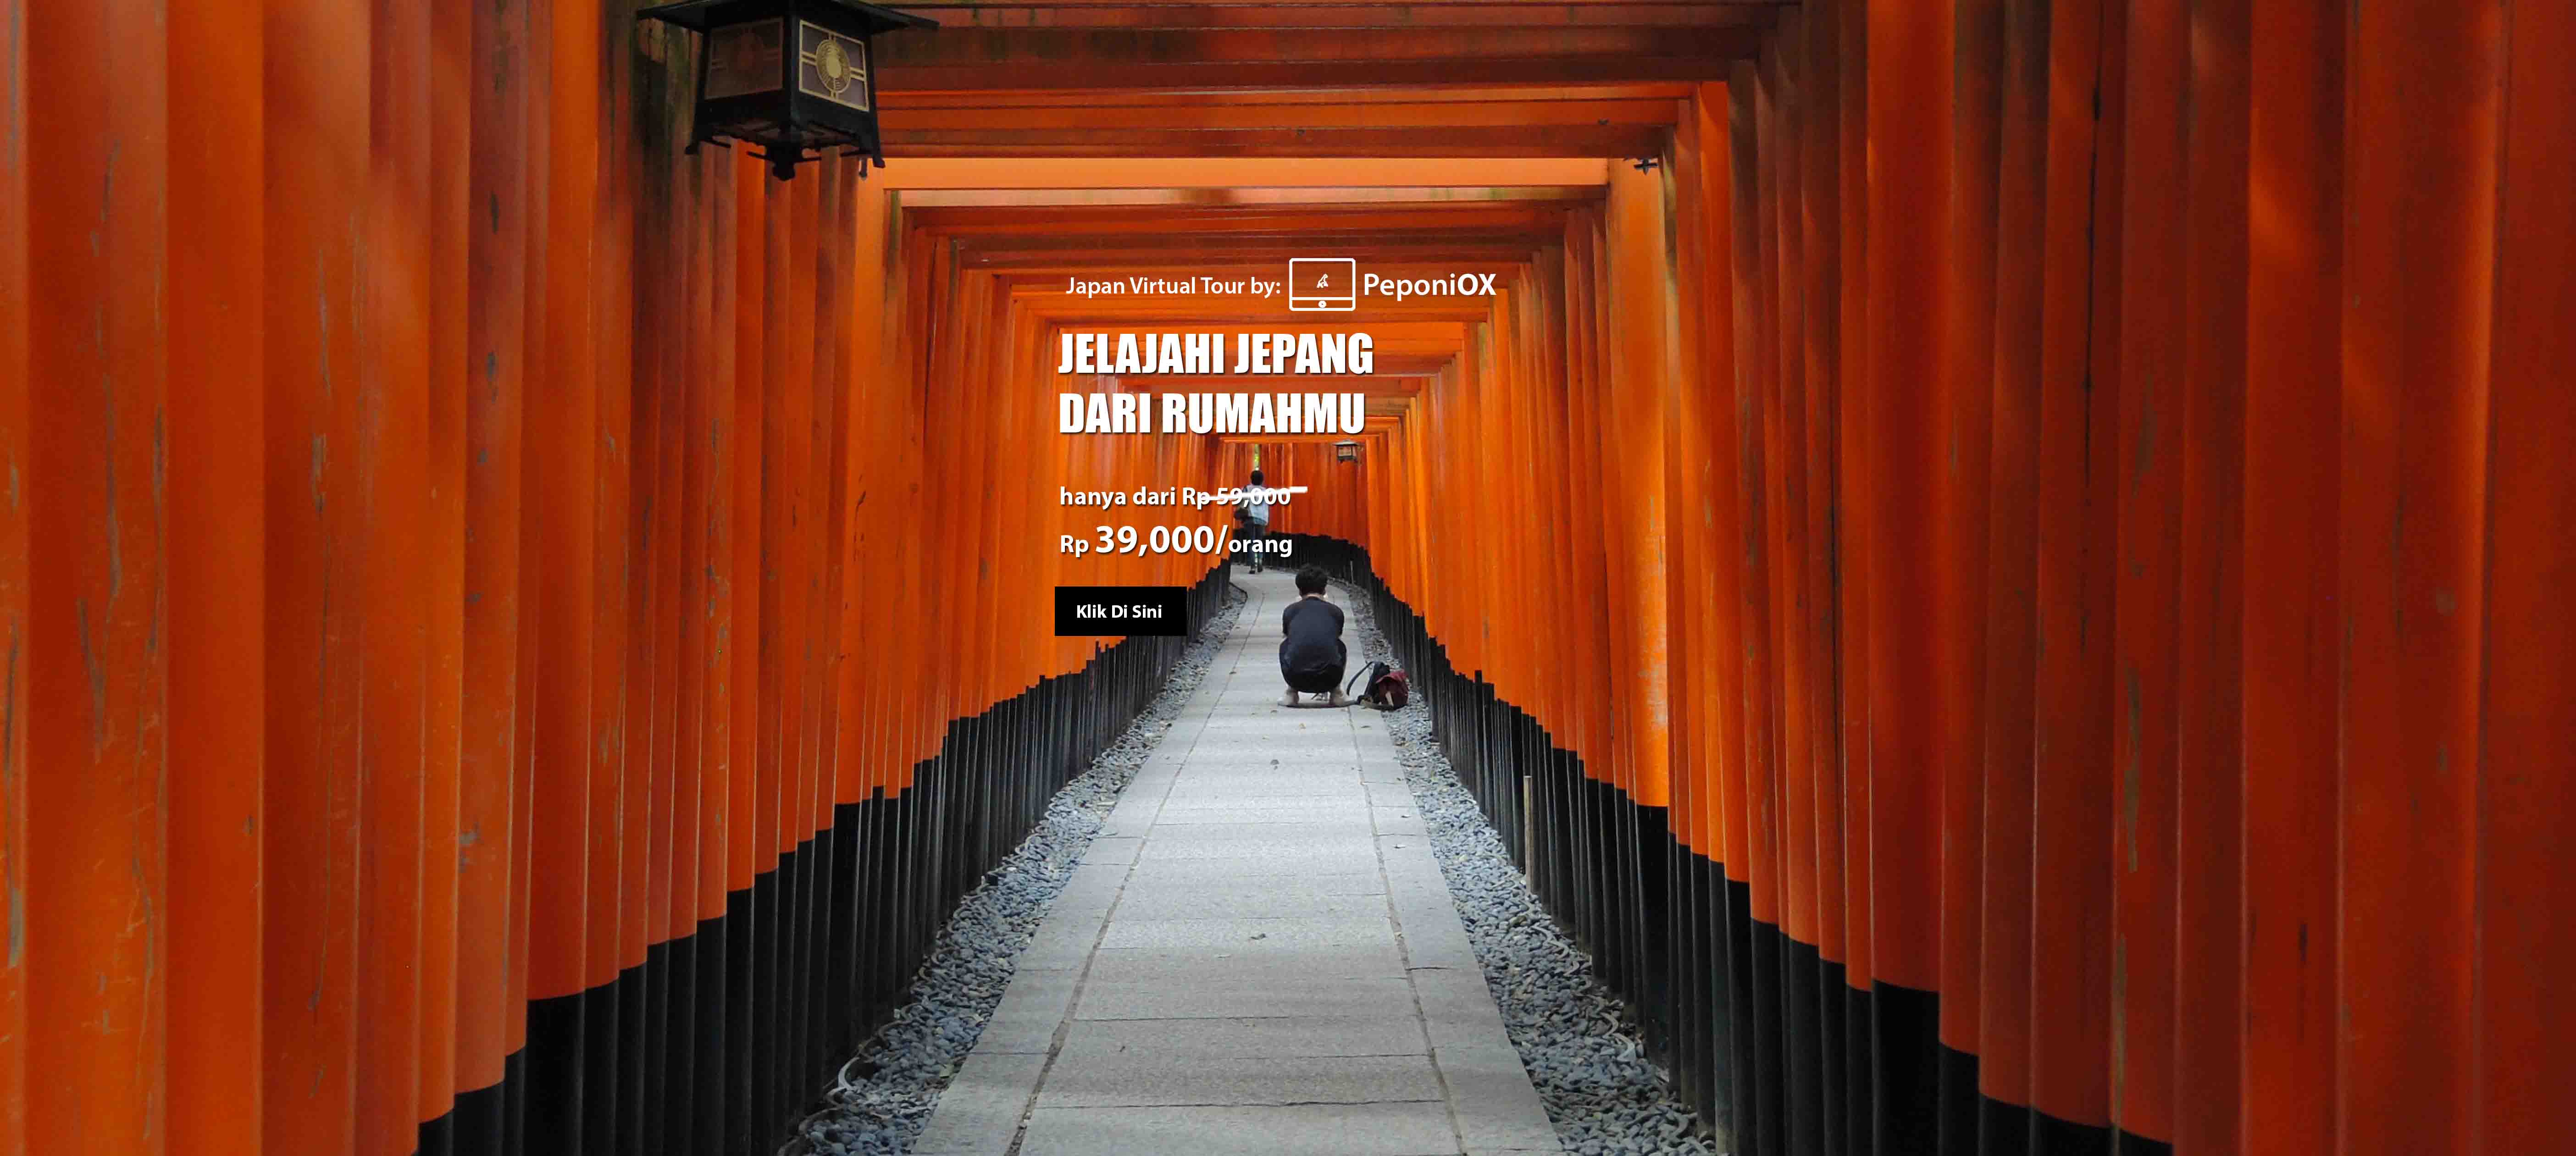 Japan Virtual Tour by: PeponiOX
JELAJAHI JEPANG
DARI RUMAHMU
hanya dari Rp 59,000
Rp 39,000/orang
Klik Di Sini